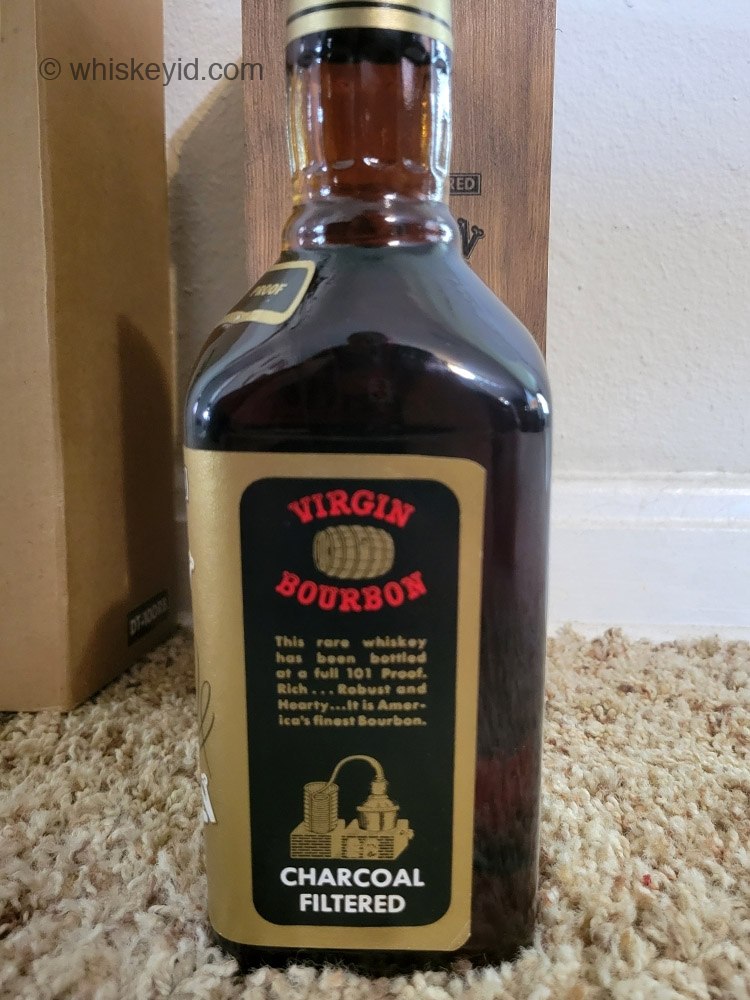 © whiskeyid.com
RED
PROOF
VIRGIN
BOURBON
This rare whiskey
has been bottled
at a full 101 Proof.
Rich...Robust and
Hearty...It is Amer-
ica's finest Bourbon.
CHARCOAL
FILTERED